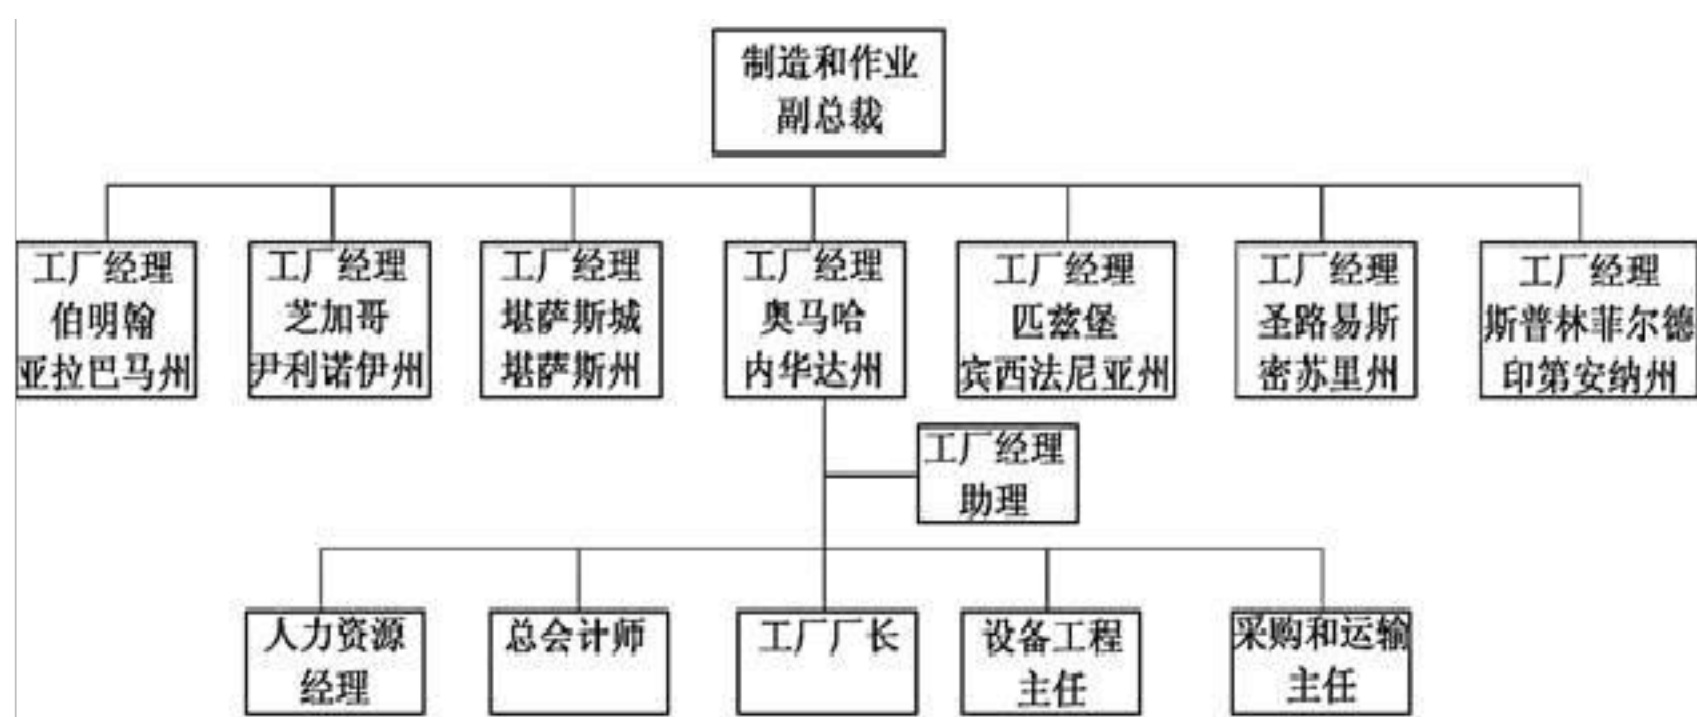 制造和作业
副总裁
工厂经理
伯明翰
亚拉巴马州
工厂经理
芝加哥
尹利诺伊州
工厂经理
堪萨斯城
堪萨斯州
工厂经理
奥马哈
内华达州
工厂经理
匹兹堡
宾西法尼亚州
工厂经理
圣路易斯
密苏里州
工厂经理
斯普林菲尔德
印第安纳州
工厂经理
助理
人力资源
经理
总会计师
工厂厂长
设备工程
主任
采购和运输
主任